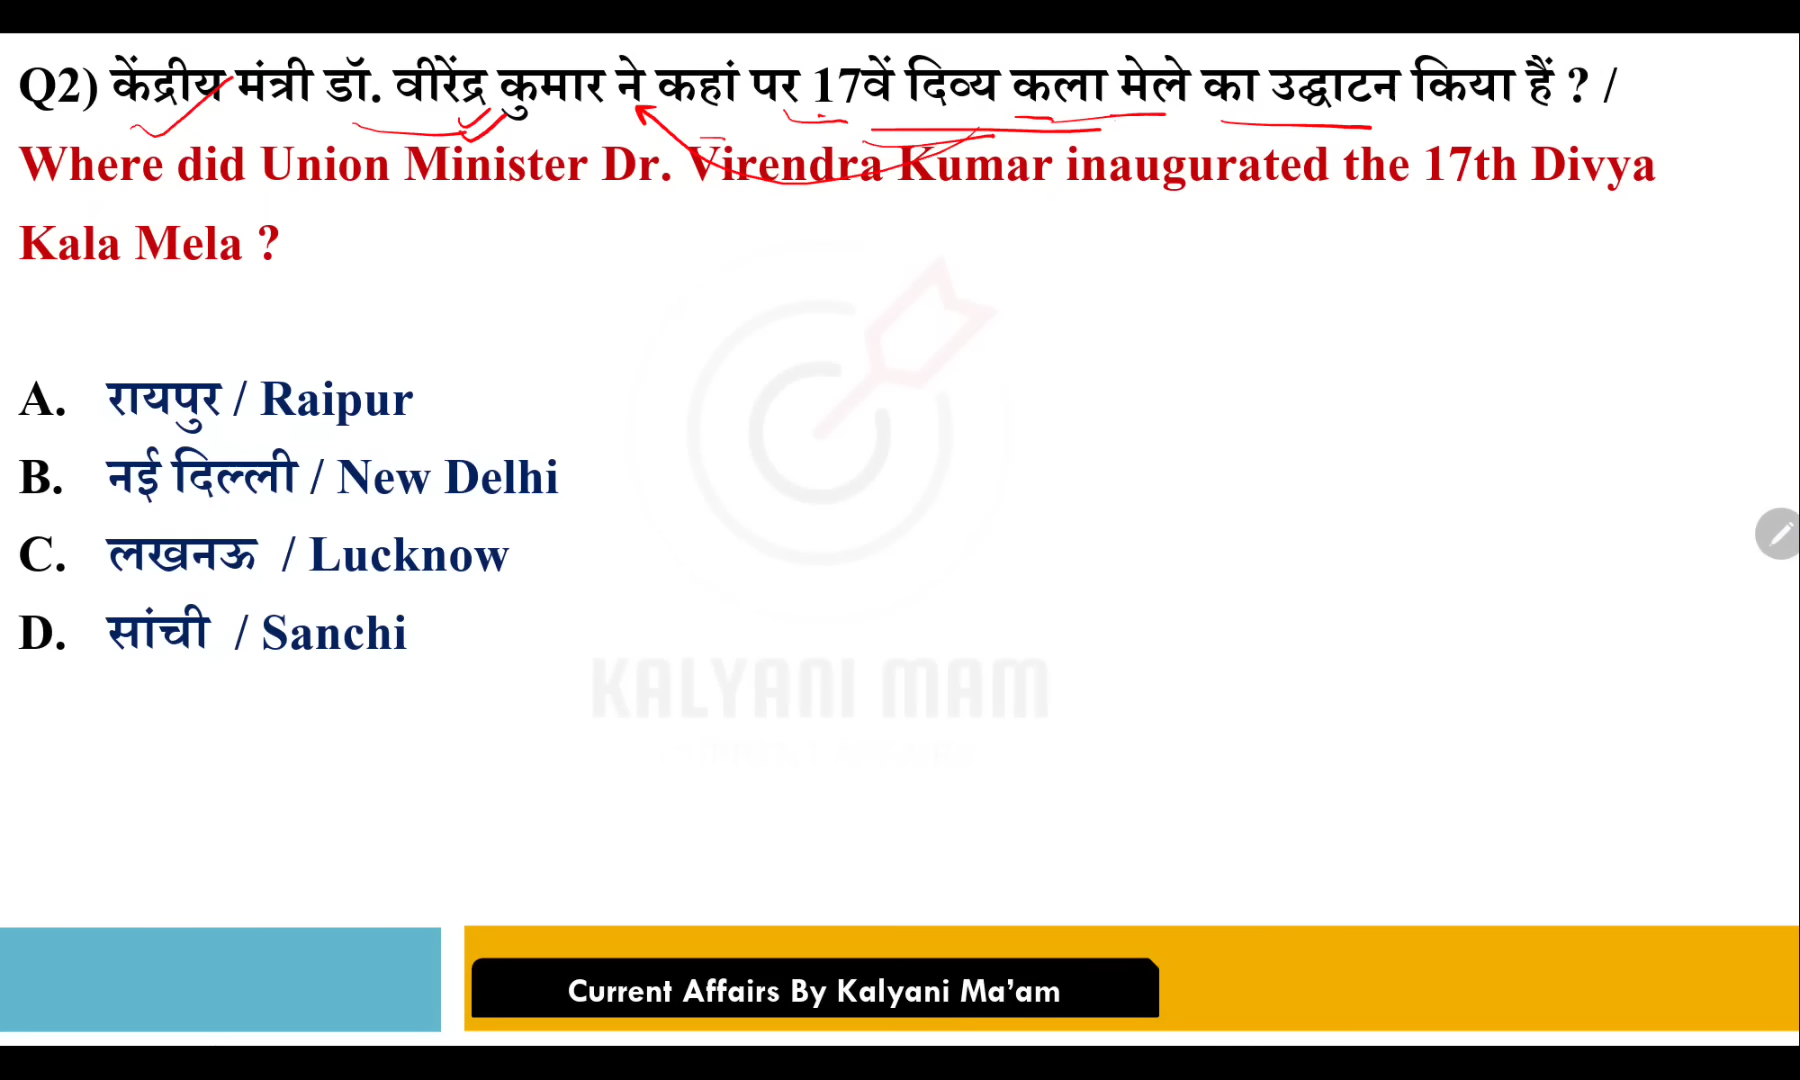 Q2) केंद्रीय मंत्री डॉ. वीरेंद्र कुमार ने कहां पर 17वें दिव्य कला मेले का उद्घाटन किया हैं ? /
Where did Union Minister Dr. Virendra Kumar inaugurated the 17th Divya
Kala Mela ?
A. रायपुर / Raipur
B. नई दिल्ली / New Delhi
C. लखनऊ / Lucknow
D. सांची / Sanchi
KALYANI MAM
Current Affairs By Kalyani Ma’am